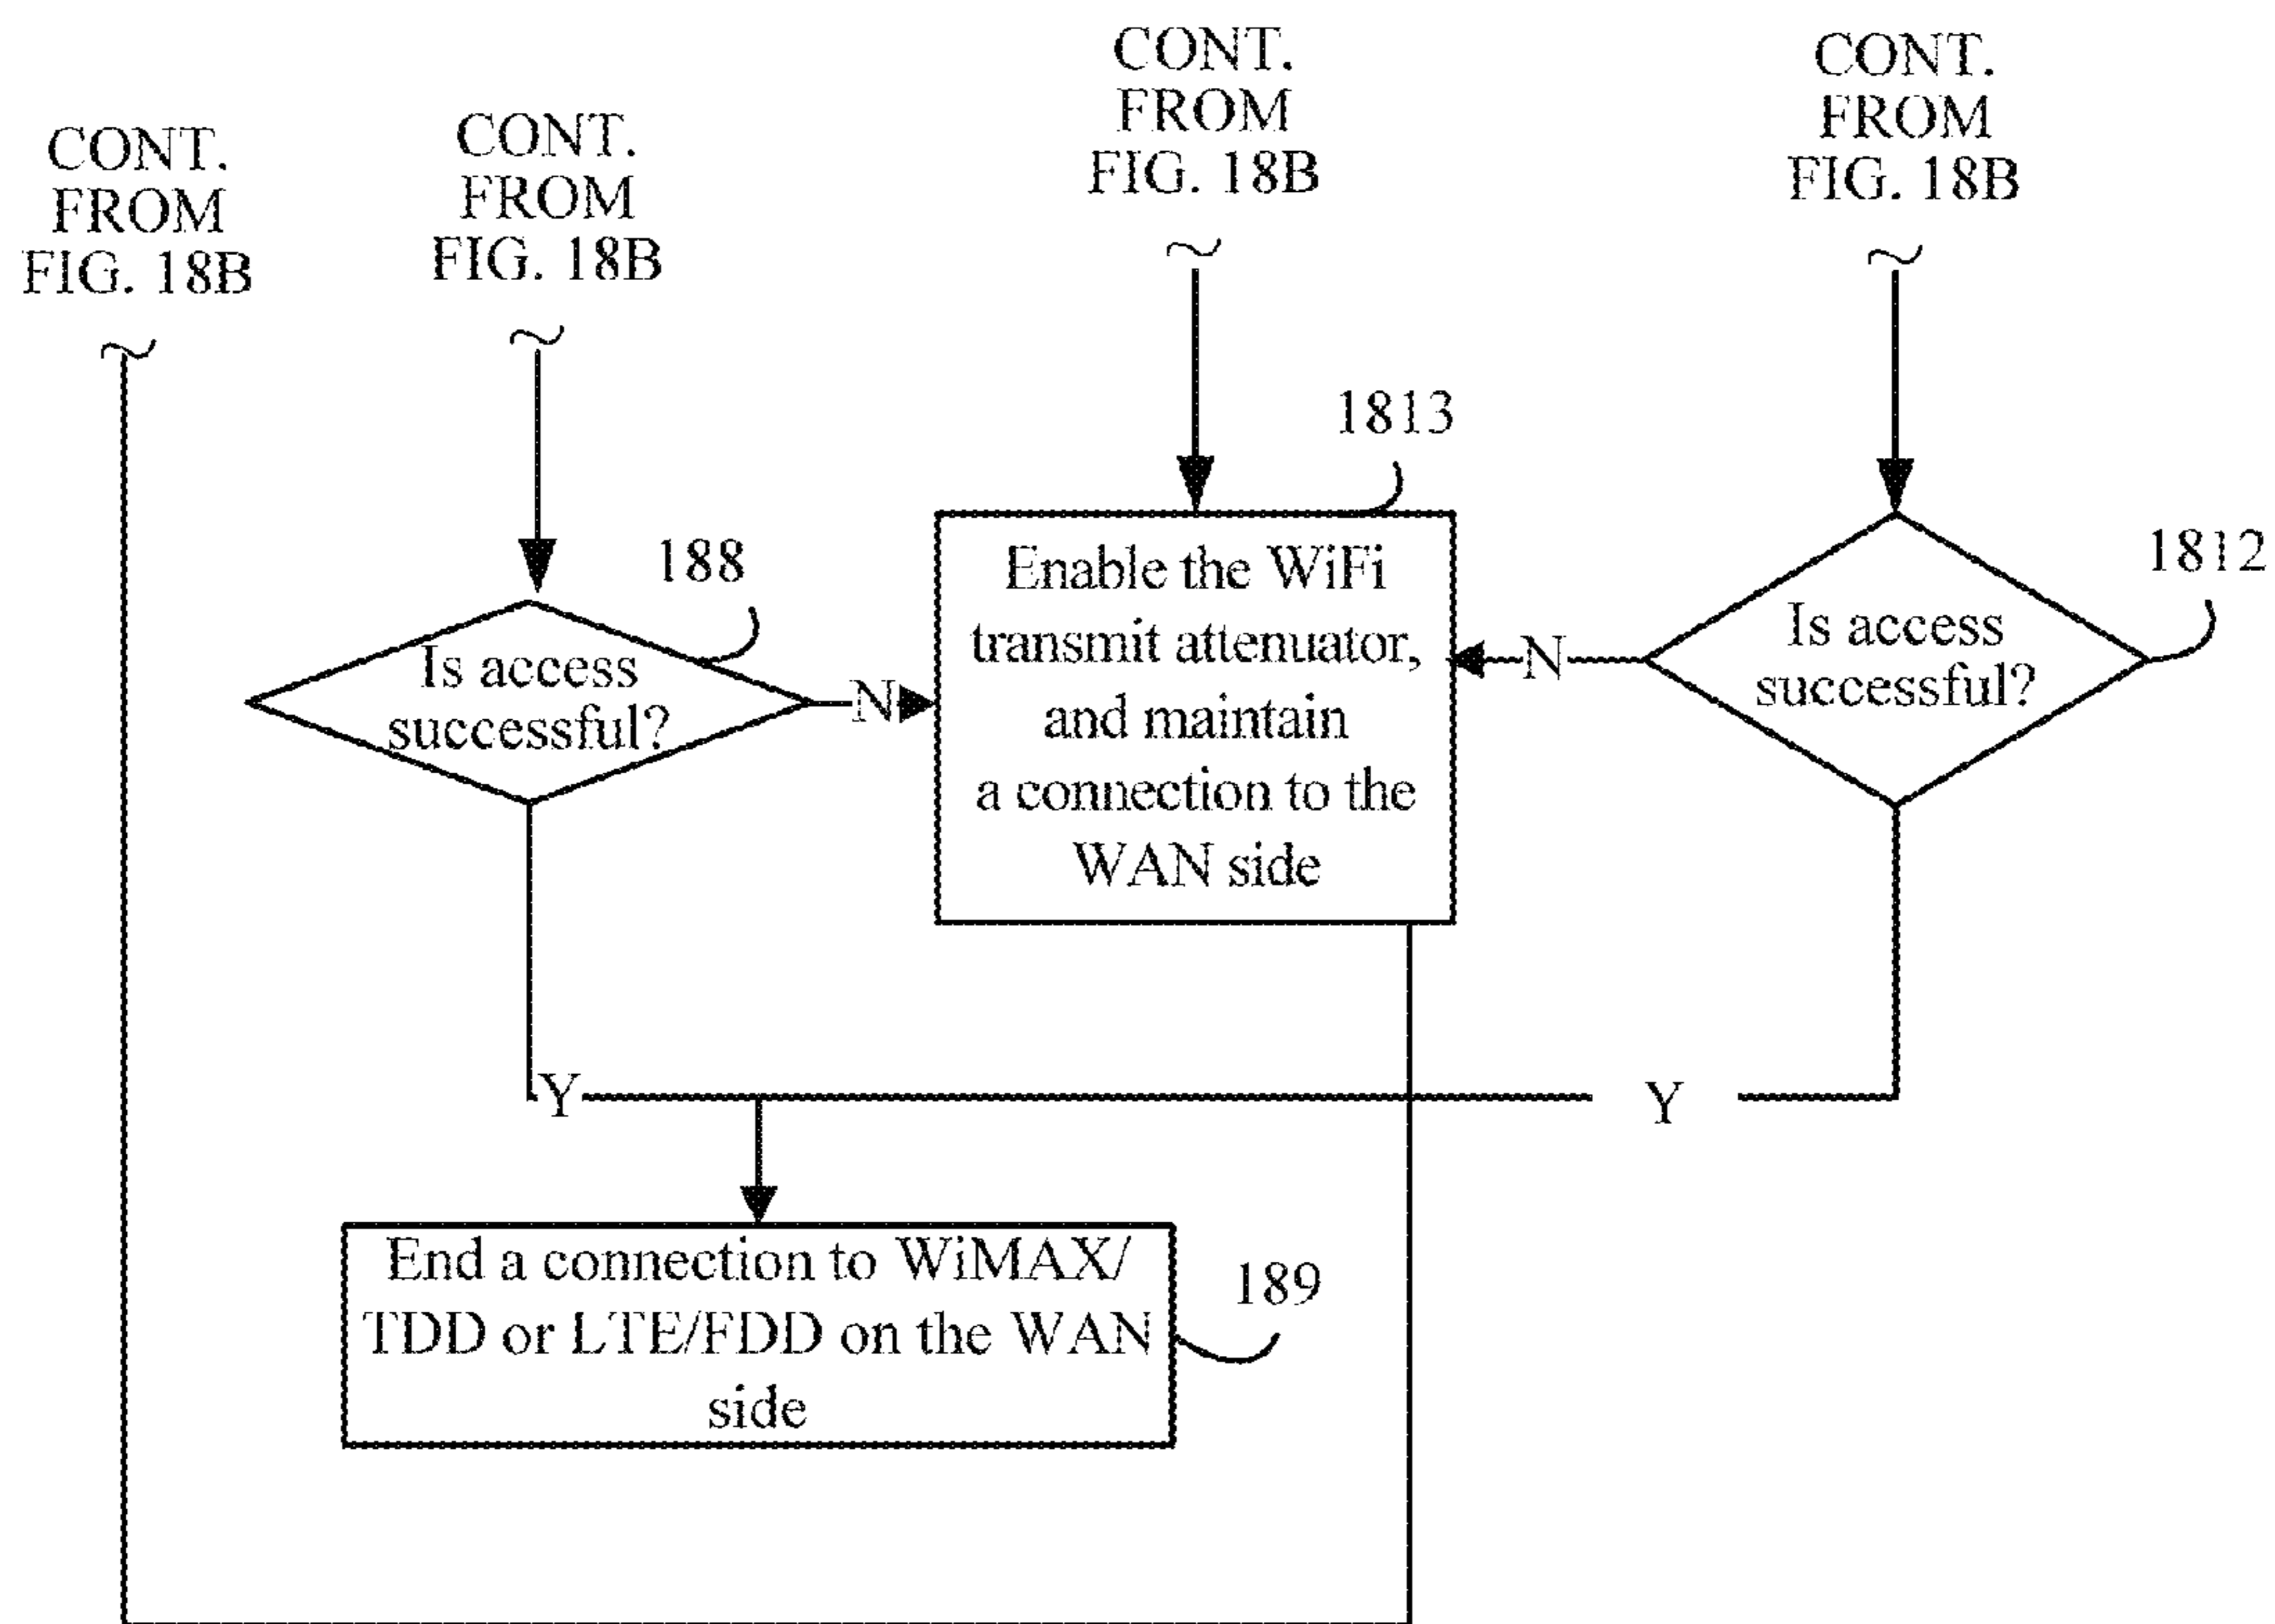 CONT.
FROM
FIG. 18B
CONT.
FROM
FIG. 18B
CONT.
FROM
FIG. 18B
CONT.
FROM
FIG. 18B
188
Is access
successful?
N
1813
Enable the WiFi
transmit attenuator,
and maintain
a connection to the
WAN side
N
1812
Is access
successful?
Y
Y
End a connection to WiMAX/
TDD or LTE/FDD on the WAN
side
189